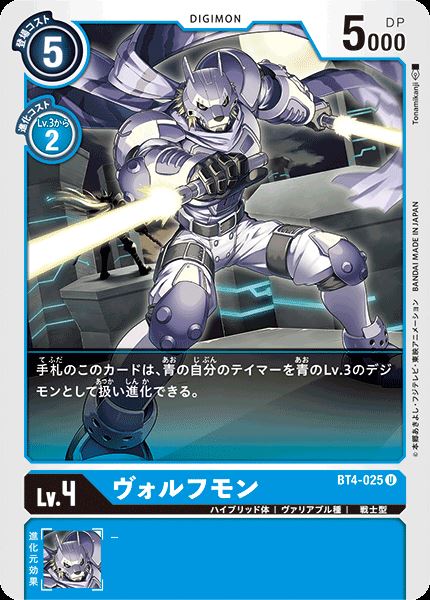 登場コスト
5
DIGIMON
DP
5000
進化コスト
Lv.3から
2
Tonamikanji
© 本郷あきよし・フジテレビ・東映アニメーション
BANDAI MADE IN JAPAN
手札のこのカードは、青の自分のテイマーを青のLv.3のデジ
モンとして扱い進化できる。
BT4-025 U
Lv.4
ヴォルフモン
ハイブリッド体 | ヴァリアブル種 | 戦士型
進化元効果
–